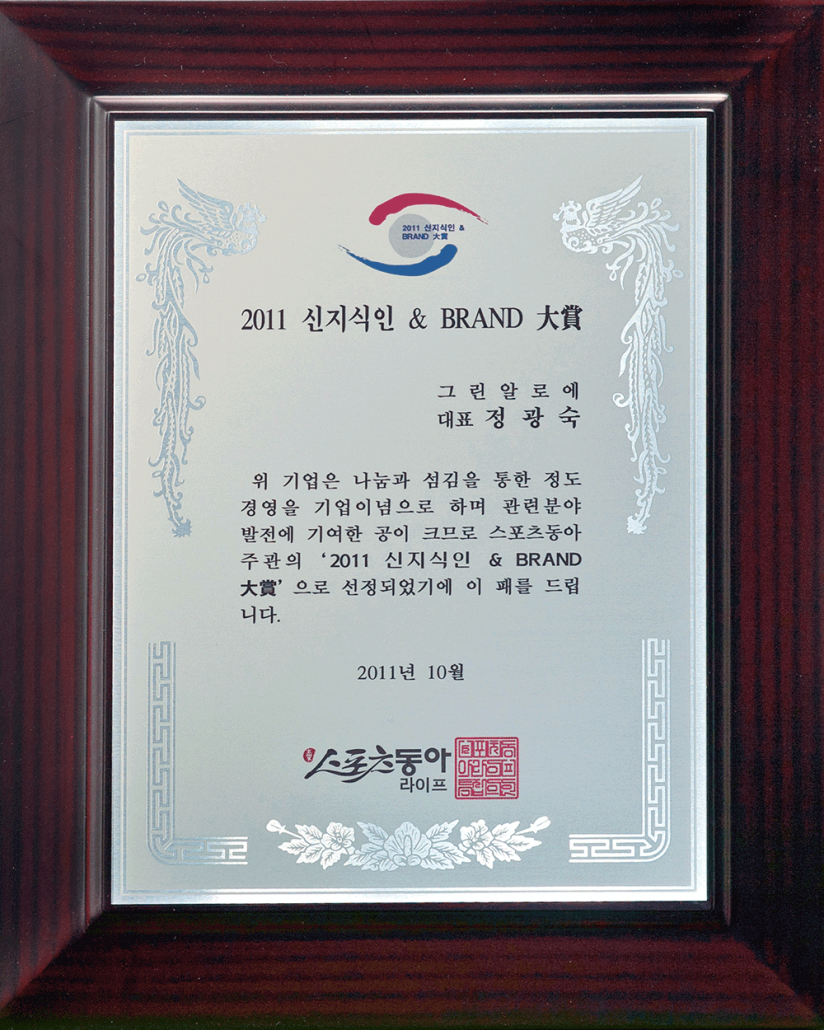 2011 신지식인 &
BRAND 大賞
2011 신지식인 & BRAND 大賞
그린알로에
대표 정광숙
위 기업은 나눔과 섬김을 통한 정도
경영을 기업이념으로 하며 관련분야
발전에 기여한 공이 크므로 스포츠동아
주관의 '2011 신지식인 & BRAND
大賞'으로 선정되었기에 이 패를 드립
니다.
2011년 10월
스포츠동아
라이프